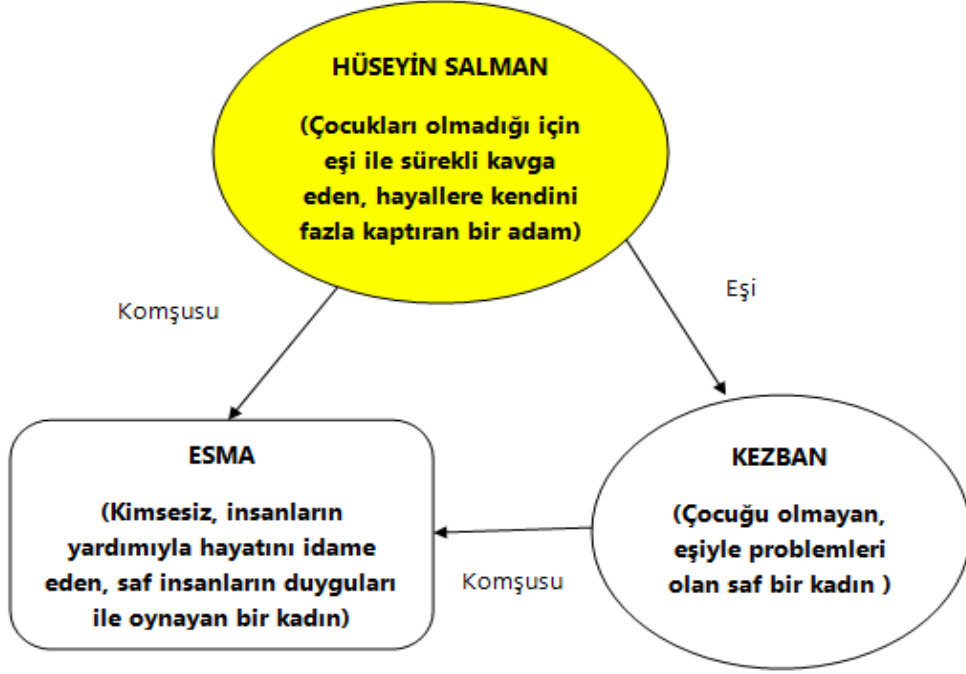 HÜSEYİN SALMAN
(Çocukları olmadığı için
eşi ile sürekli kavga
eden, hayallere kendini
fazla kaptıran bir adam)
Komşusu
Eşi
ESMA
(Kimsesiz, insanların
yardımıyla hayatını idame
eden, saf insanların duyguları
ile oynayan bir kadın)
Komşusu
KEZBAN
(Çocuğu olmayan,
eşiyle problemleri
olan saf bir kadın )